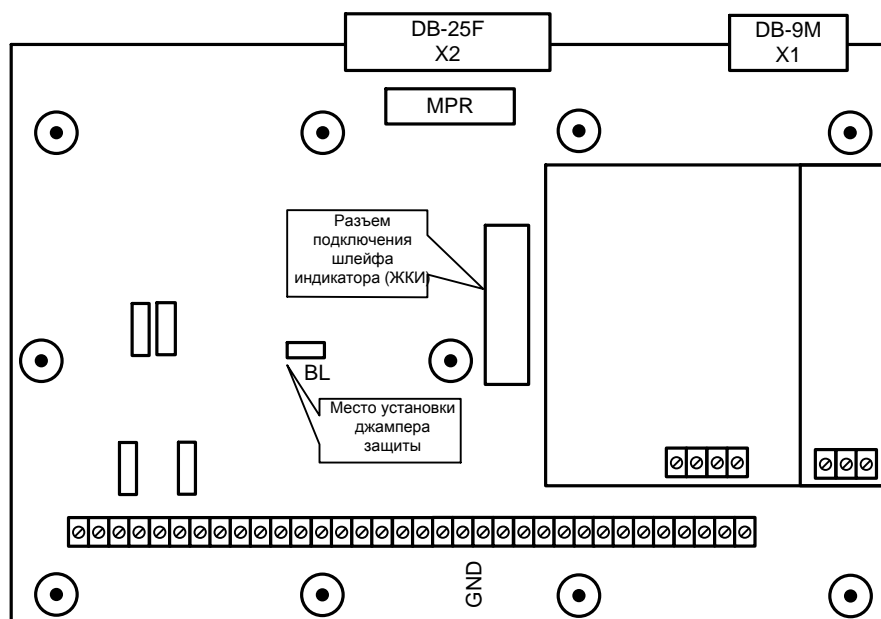 DB-25F
X2
DB-9M
X1
MPR
Разъем
подключения
шлейфа
индикатора (ЖКИ)
BL
Место установки
джампера
защиты
GND